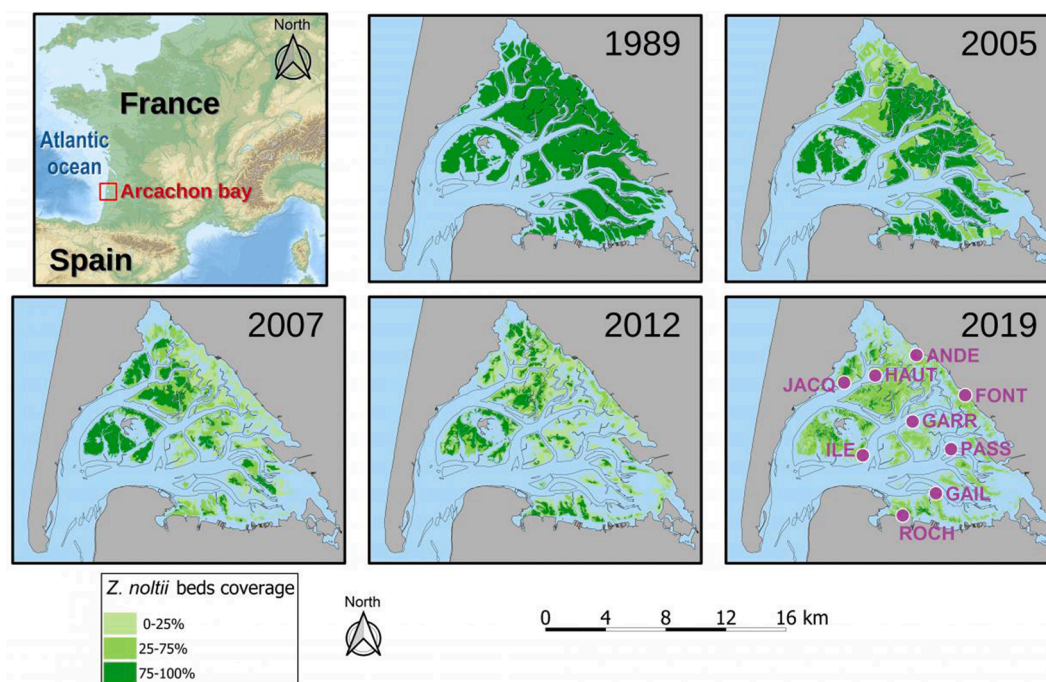 North
France
Atlantic
ocean
Arcachon bay
Spain
1989
2005
2007
2012
2019
ANDE
HAUT
JACQ
FONT
GARR
ILE
PASS
GAIL
ROCH
Z. noltii beds coverage
0-25%
25-75%
75-100%
North
0 4 8 12 16 km